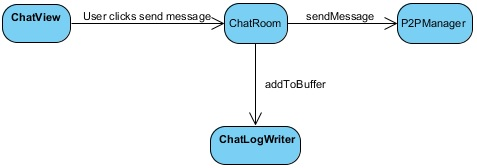 ChatView
User clicks send message
ChatRoom
sendMessage
P2PManager
addToBuffer
ChatLogWriter